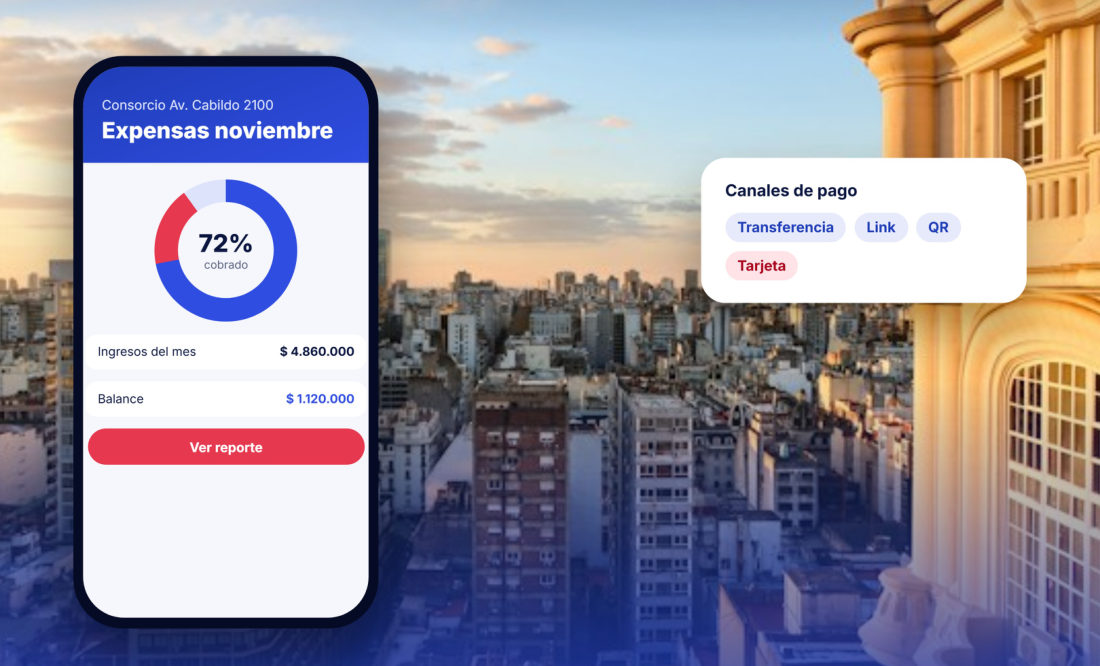 Consorcio Av. Cabildo 2100
Expensas noviembre
72%
cobrado
Ingresos del mes $ 4.860.000
Balance $ 1.120.000
Ver reporte
Canales de pago
Transferencia Link QR
Tarjeta